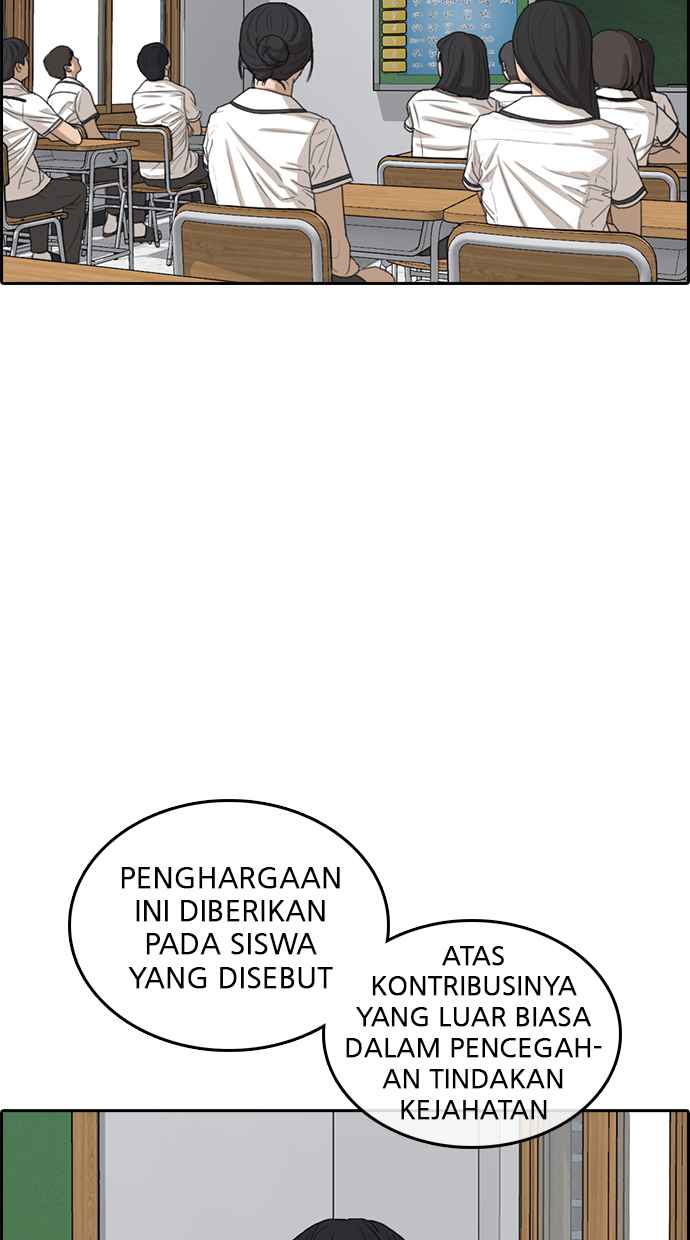 PENGHARGAAN
INI DIBERIKAN
PADA SISWA
YANG DISEBUT
ATAS
KONTRIBUSINYA
YANG LUAR BIASA
DALAM PENCEGAH-
AN TINDAKAN
KEJAHATAN